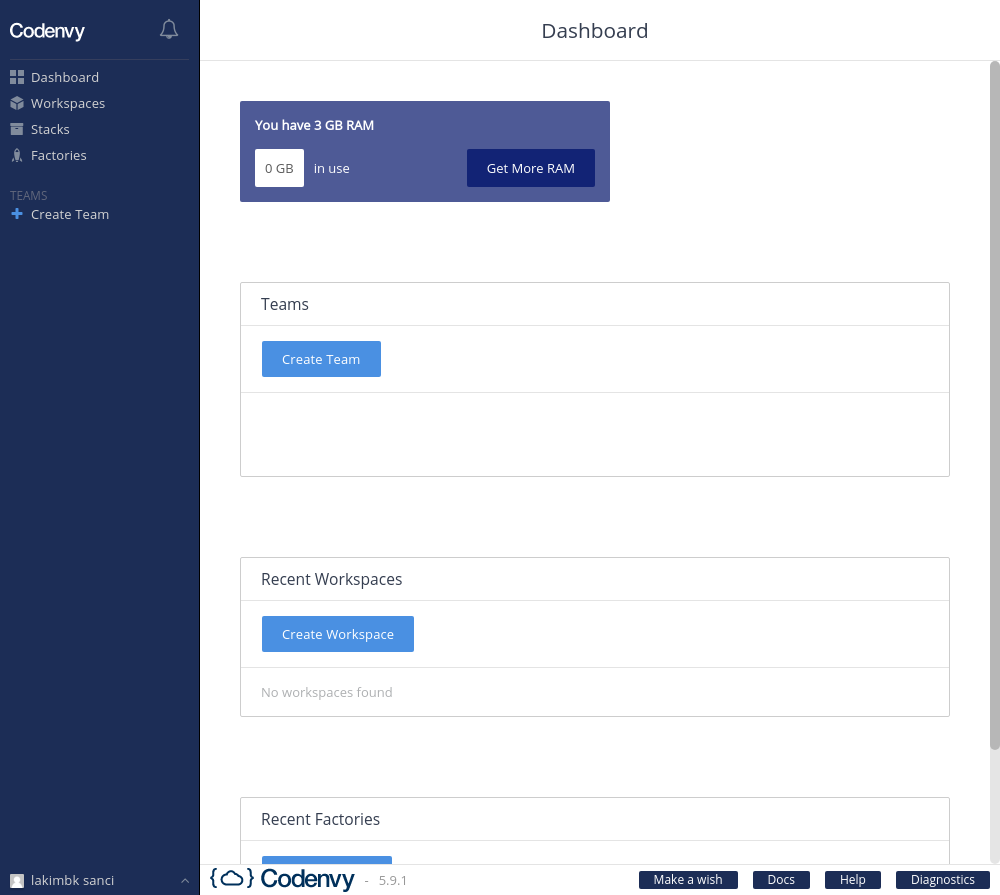 Codenvy
Dashboard
Dashboard
Workspaces
Stacks
Factories
TEAMS
Create Team
You have 3 GB RAM
0 GB in use Get More RAM
Teams
Create Team
Recent Workspaces
Create Workspace
No workspaces found
Recent Factories
lakimbk sanci
Codenvy - 5.9.1 Make a wish Docs Help Diagnostics